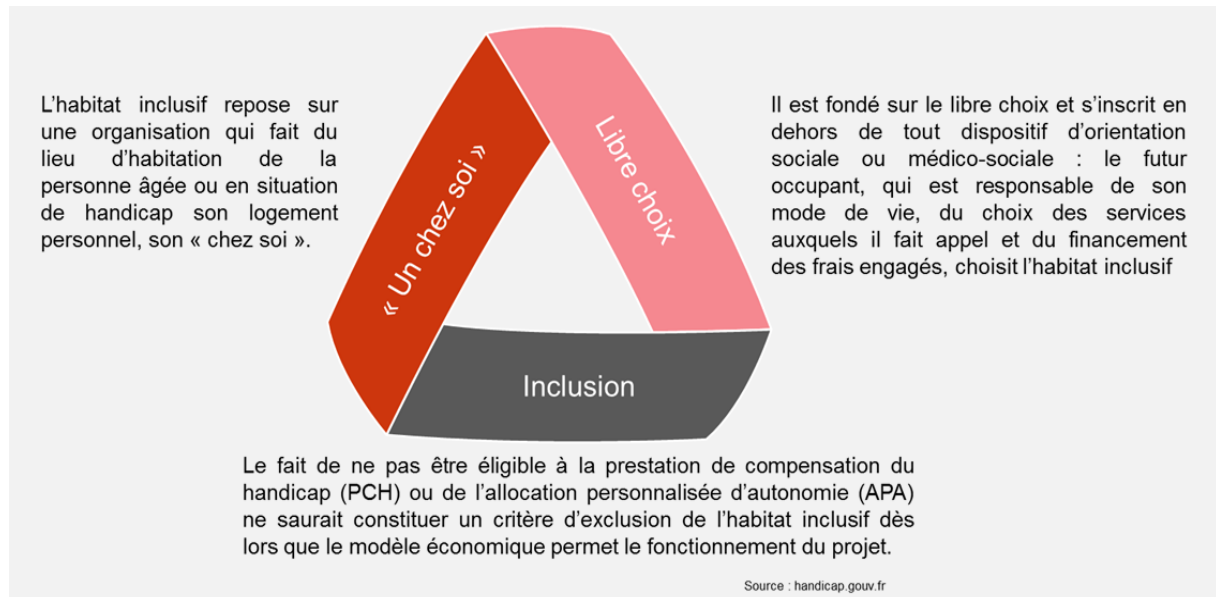 L’habitat inclusif repose sur
une organisation qui fait du
lieu d’habitation de la
personne âgée ou en situation
de handicap son logement
personnel, son « chez soi ».
« Un chez soi »
Libre choix
Il est fondé sur le libre choix et s’inscrit en
dehors de tout dispositif d’orientation
sociale ou médico-sociale : le futur
occupant, qui est responsable de son
mode de vie, du choix des services
auxquels il fait appel et du financement
des frais engagés, choisit l’habitat inclusif
Inclusion
Le fait de ne pas être éligible à la prestation de compensation du
handicap (PCH) ou de l’allocation personnalisée d’autonomie (APA)
ne saurait constituer un critère d’exclusion de l’habitat inclusif dès
lors que le modèle économique permet le fonctionnement du projet.
Source : handicap.gouv.fr